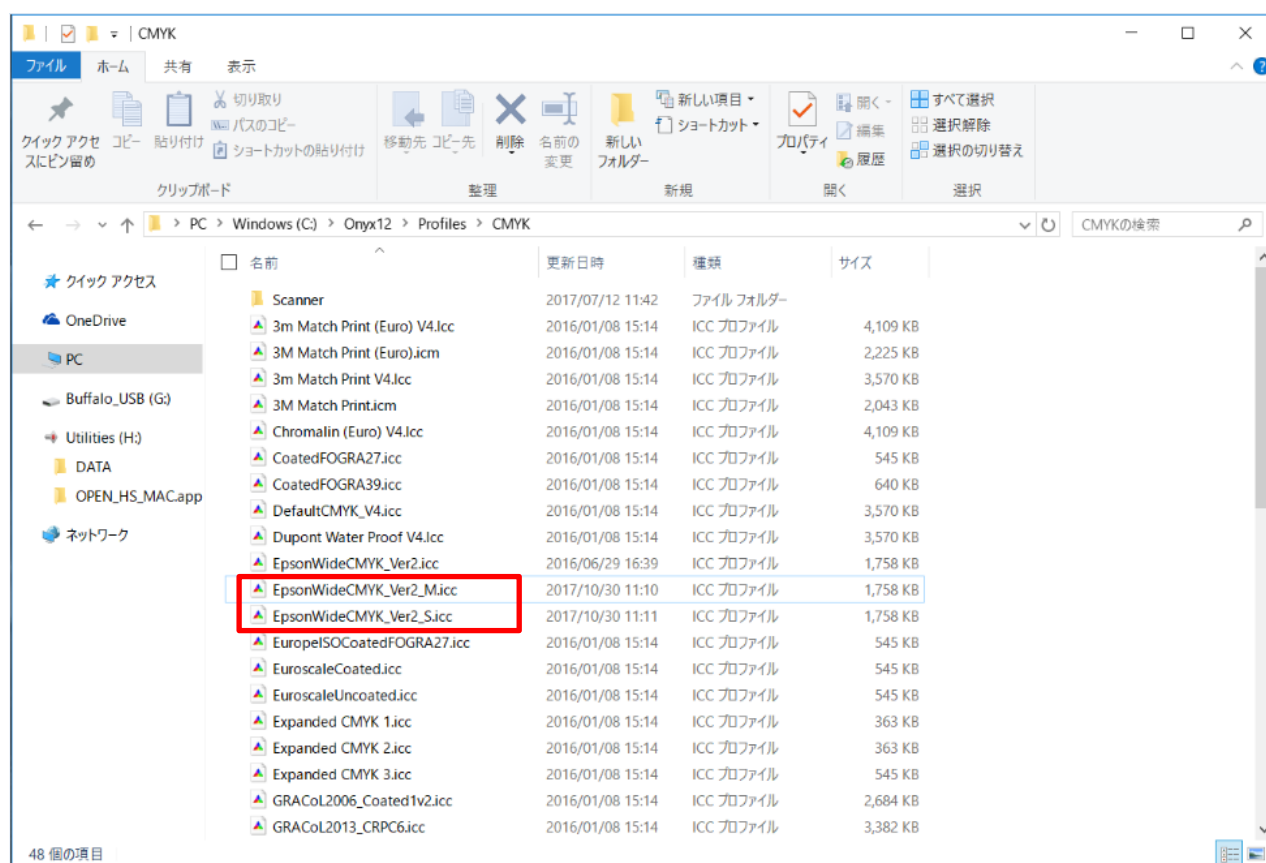 CMYK
ファイル ホーム 共有 表示
クイック アクセスにピン留め
コピー
貼り付け
切り取り
パスのコピー
ショートカットの貼り付け
クリップボード
移動先
コピー先
削除
名前の変更
整理
新しいフォルダー
新しい項目
ショートカット
新規
プロパティ
開く
編集
履歴
開く
すべて選択
選択解除
選択の切り替え
選択
PC > Windows (C:) > Onyx12 > Profiles > CMYK
CMYKの検索
クイック アクセス
OneDrive
PC
Buffalo_USB (G:)
Utilities (H:)
DATA
OPEN_HS_MAC.app
ネットワーク
名前 更新日時 種類 サイズ
Scanner 2017/07/12 11:42 ファイル フォルダー
3m Match Print (Euro) V4.Icc 2016/01/08 15:14 ICC プロファイル 4,109 KB
3M Match Print (Euro).icm 2016/01/08 15:14 ICC プロファイル 2,225 KB
3m Match Print V4.Icc 2016/01/08 15:14 ICC プロファイル 3,570 KB
3M Match Print.icm 2016/01/08 15:14 ICC プロファイル 2,043 KB
Chromalin (Euro) V4.Icc 2016/01/08 15:14 ICC プロファイル 4,109 KB
CoatedFOGRA27.icc 2016/01/08 15:14 ICC プロファイル 545 KB
CoatedFOGRA39.icc 2016/01/08 15:14 ICC プロファイル 640 KB
DefaultCMYK_V4.icc 2016/01/08 15:14 ICC プロファイル 3,570 KB
Dupont Water Proof V4.Icc 2016/01/08 15:14 ICC プロファイル 3,570 KB
EpsonWideCMYK_Ver2.icc 2016/06/29 16:39 ICC プロファイル 1,758 KB
EpsonWideCMYK_Ver2_M.icc 2017/10/30 11:10 ICC プロファイル 1,758 KB
EpsonWideCMYK_Ver2_S.icc 2017/10/30 11:11 ICC プロファイル 1,758 KB
EuropeISOCoatedFOGRA27.icc 2016/01/08 15:14 ICC プロファイル 545 KB
EuroscaleCoated.icc 2016/01/08 15:14 ICC プロファイル 545 KB
EuroscaleUncoated.icc 2016/01/08 15:14 ICC プロファイル 545 KB
Expanded CMYK 1.icc 2016/01/08 15:14 ICC プロファイル 363 KB
Expanded CMYK 2.icc 2016/01/08 15:14 ICC プロファイル 363 KB
Expanded CMYK 3.icc 2016/01/08 15:14 ICC プロファイル 545 KB
GRACoL2006_Coated1v2.icc 2016/01/08 15:14 ICC プロファイル 2,684 KB
GRACoL2013_CRPC6.icc 2016/01/08 15:14 ICC プロファイル 3,382 KB
48 個の項目